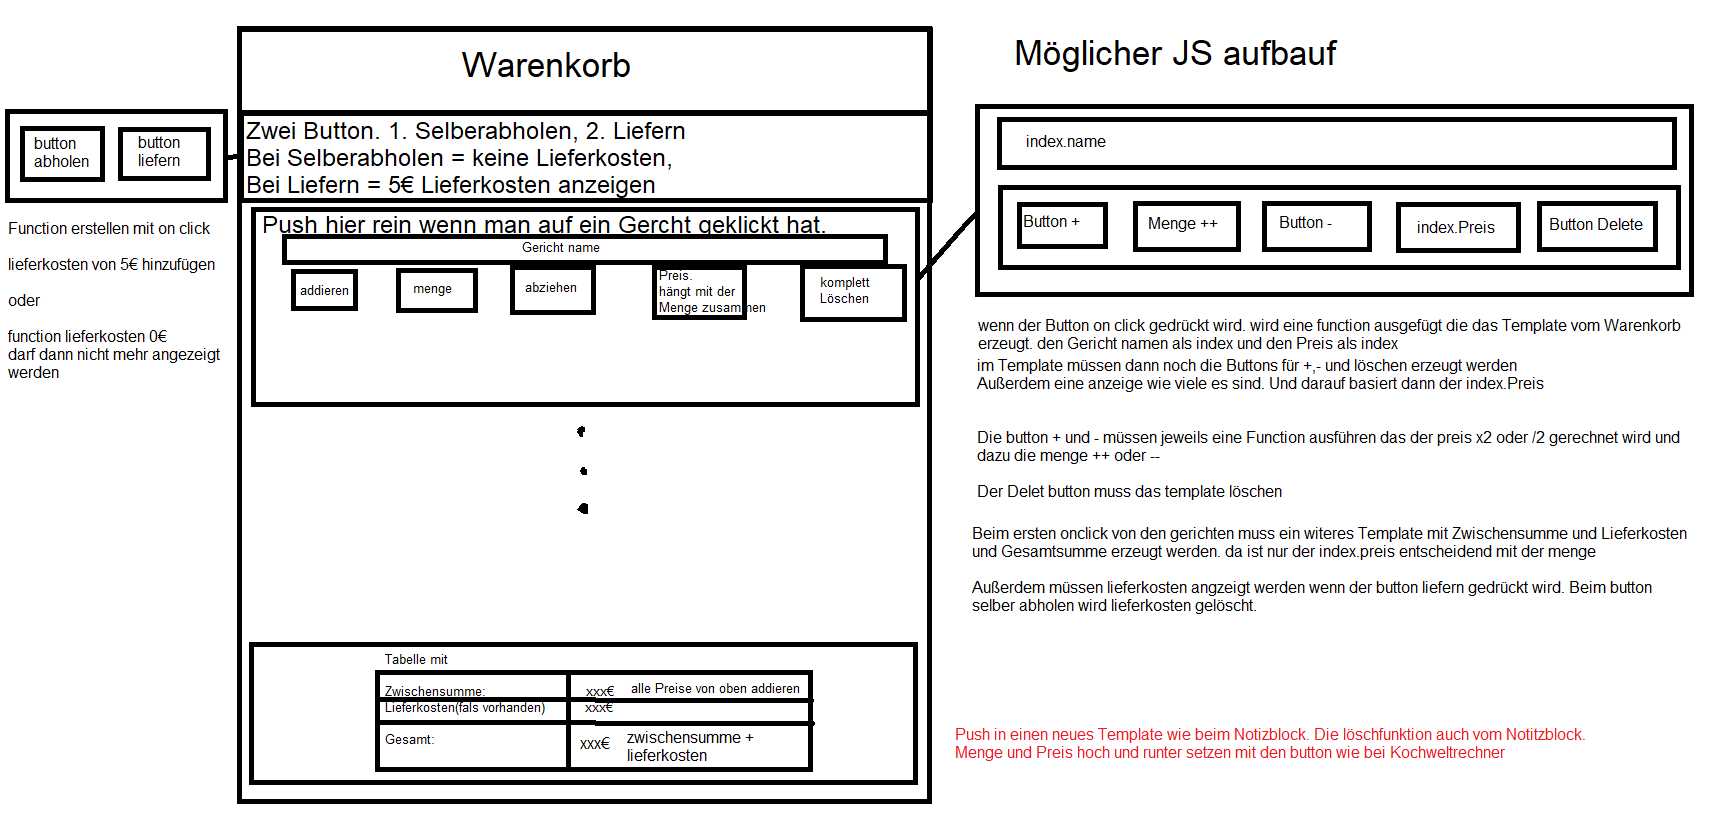 Warenkorb
Möglicher JS aufbauf
button
abholen
button
liefern
Zwei Button. 1. Selberabholen, 2. Liefern
Bei Selberabholen = keine Lieferkosten,
Bei Liefern = 5€ Lieferkosten anzeigen
Function erstellen mit on click
lieferkosten von 5€ hinzufügen
oder
function lieferkosten 0€
darf dann nicht mehr angezeigt
werden
Push hier rein wenn man auf ein Gercht geklickt hat.
Gericht name
addieren
menge
abziehen
Preis.
hängt mit der
Menge zusammen
komplett
Löschen
index.name
Button +
Menge ++
Button -
index.Preis
Button Delete
wenn der Button on click gedrückt wird. wird eine function ausgefügt die das Template vom Warenkorb
erzeugt. den Gericht namen als index und den Preis als index
im Template müssen dann noch die Buttons für +,- und löschen erzeugt werden
Außerdem eine anzeige wie viele es sind. Und darauf basiert dann der index.Preis
Die button + und - müssen jeweils eine Function ausführen das der preis x2 oder /2 gerechnet wird und
dazu die menge ++ oder --
Der Delet button muss das template löschen
Beim ersten onclick von den gerichten muss ein witeres Template mit Zwischensumme und Lieferkosten
und Gesamtsumme erzeugt werden. da ist nur der index.preis entscheidend mit der menge
Außerdem müssen lieferkosten angzeigt werden wenn der button liefern gedrückt wird. Beim button
selber abholen wird lieferkosten gelöscht.
Tabelle mit
Zwischensumme: xxx€ alle Preise von oben addieren
Lieferkosten(fals vorhanden) xxx€
Gesamt: xxx€ zwischensumme +
lieferkosten
Push in einen neues Template wie beim Notizblock. Die löschfunktion auch vom Notitzblock.
Menge und Preis hoch und runter setzen mit den button wie bei Kochweltrechner